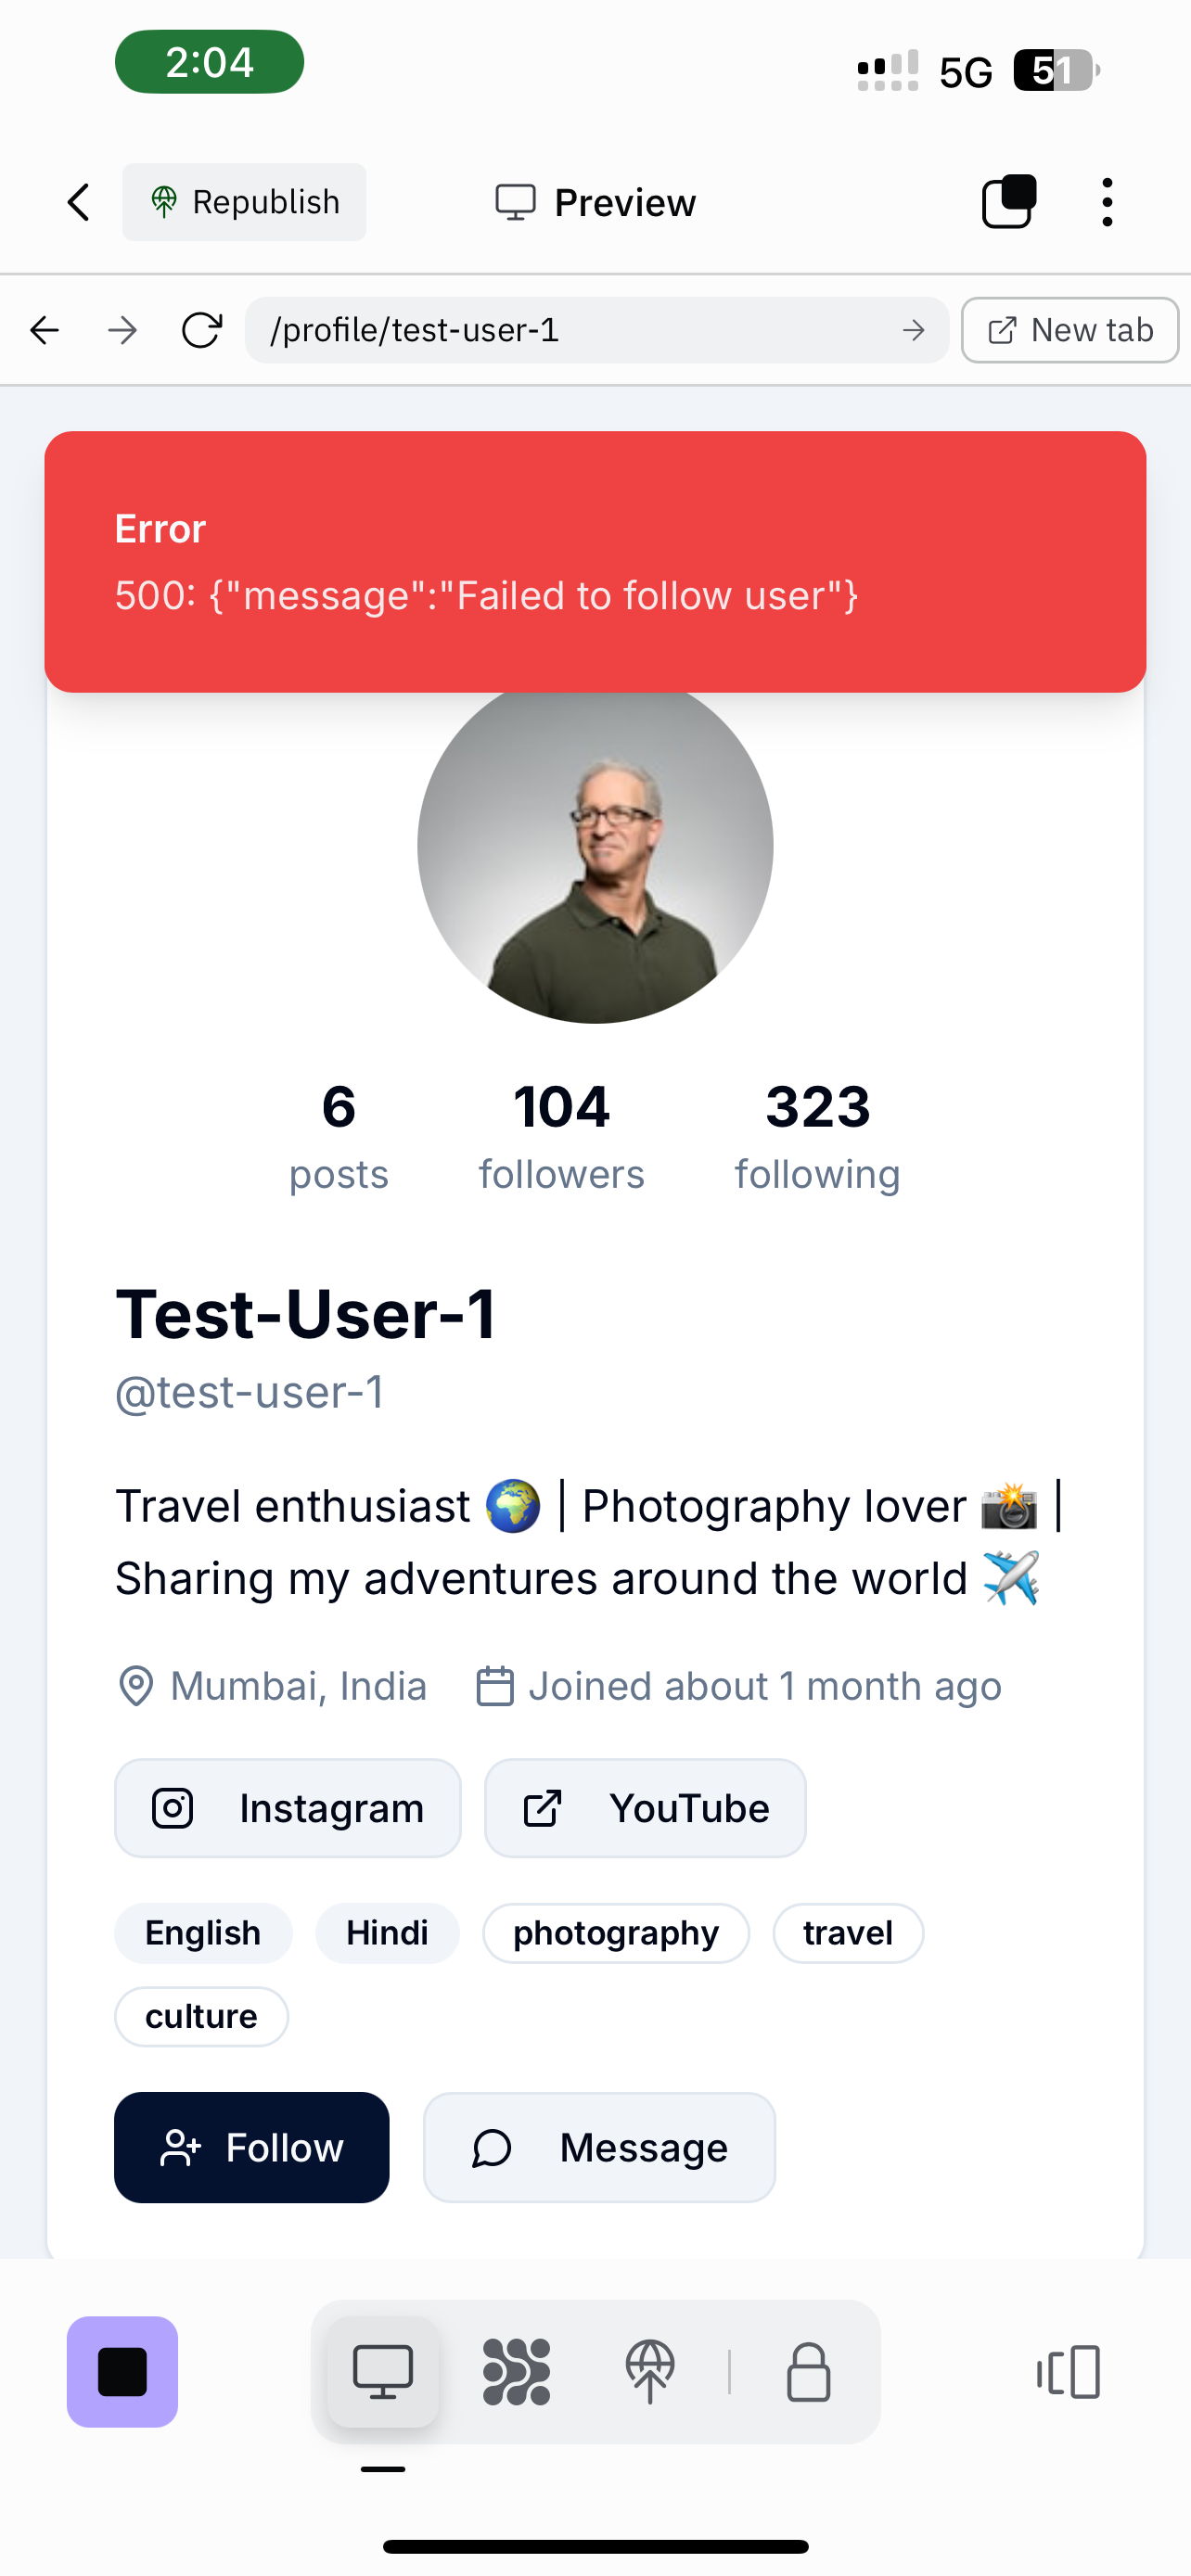 2:04
5G 51
Republish Preview
/profile/test-user-1 New tab
Error
500: {"message":"Failed to follow user"}
6 104 323
posts followers following
Test-User-1
@test-user-1
Travel enthusiast 🌍 | Photography lover 📸 |
Sharing my adventures around the world ✈️
Mumbai, India Joined about 1 month ago
Instagram YouTube
English Hindi photography travel
culture
Follow Message